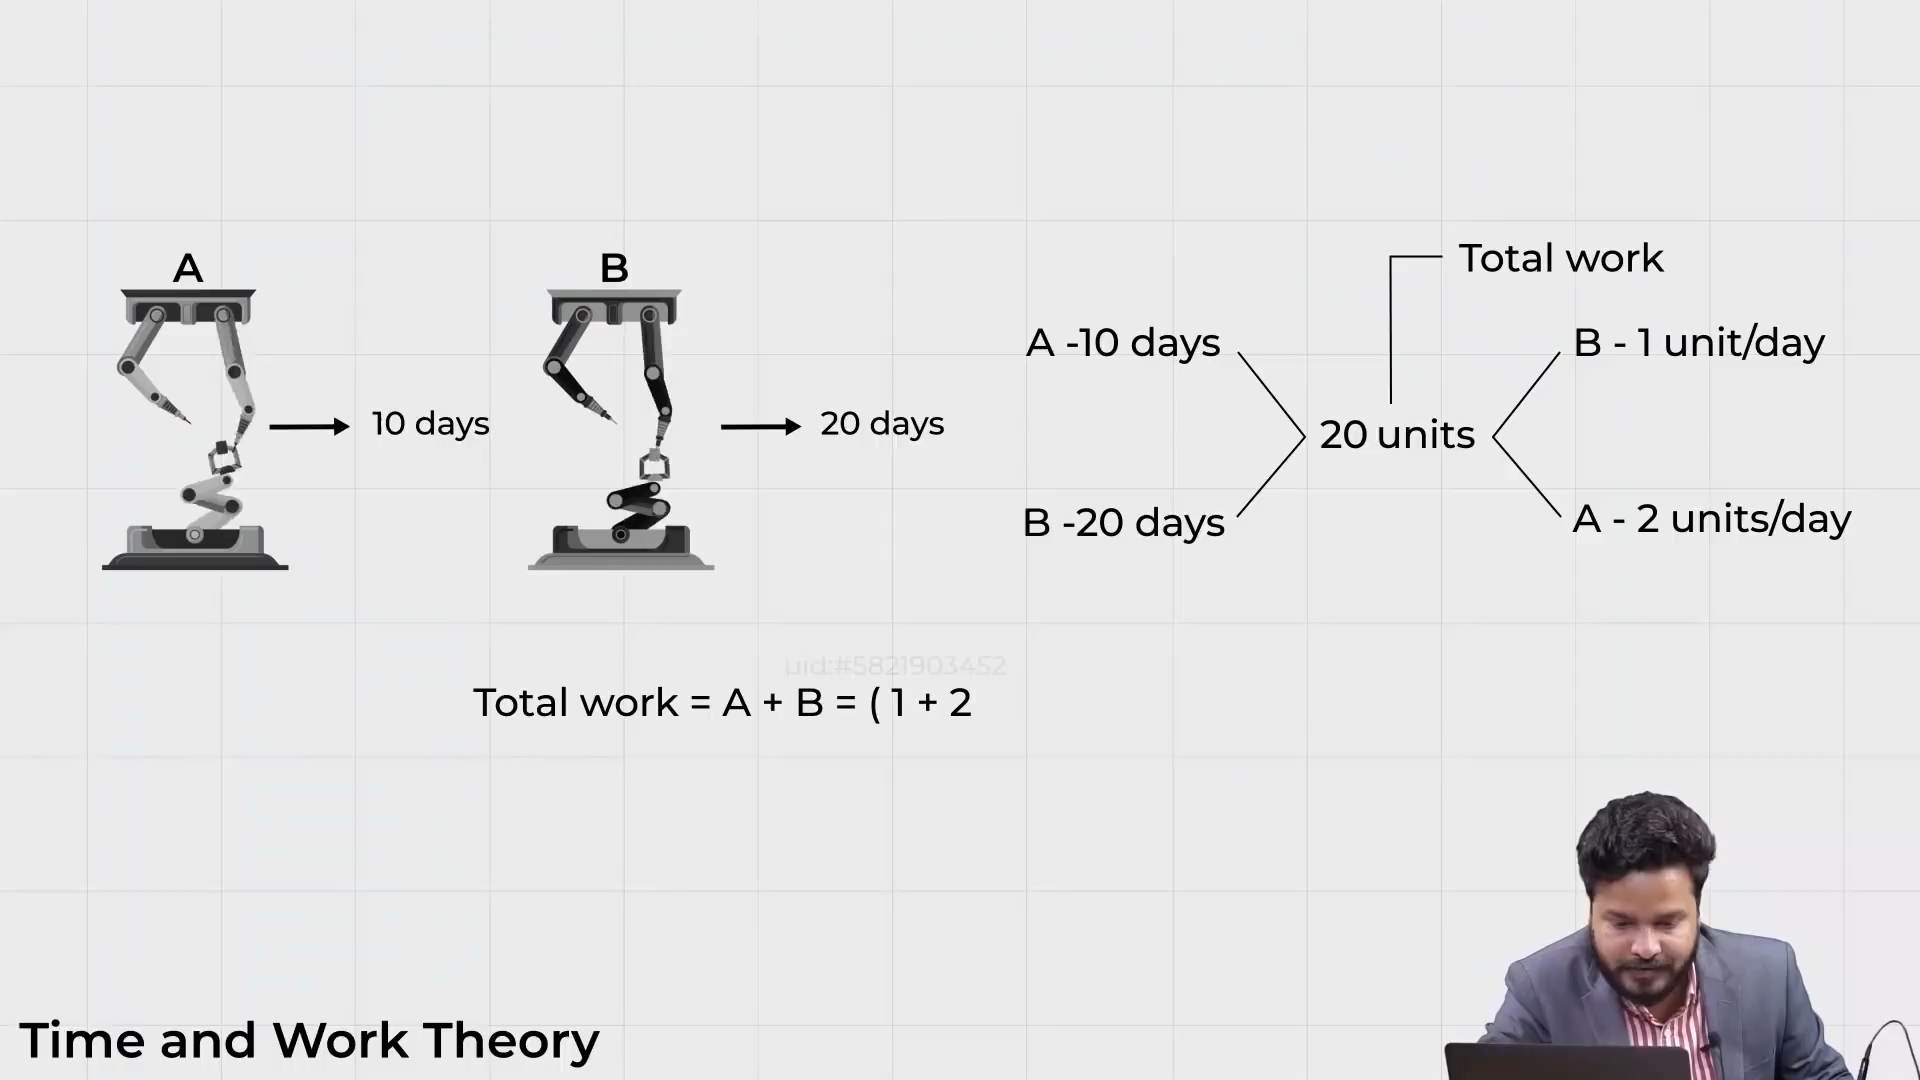 A
B
10 days
20 days
Total work
A -10 days
B - 1 unit/day
20 units
B -20 days
A - 2 units/day
uid:#5821903452
Total work = A + B = ( 1 + 2
Time and Work Theory